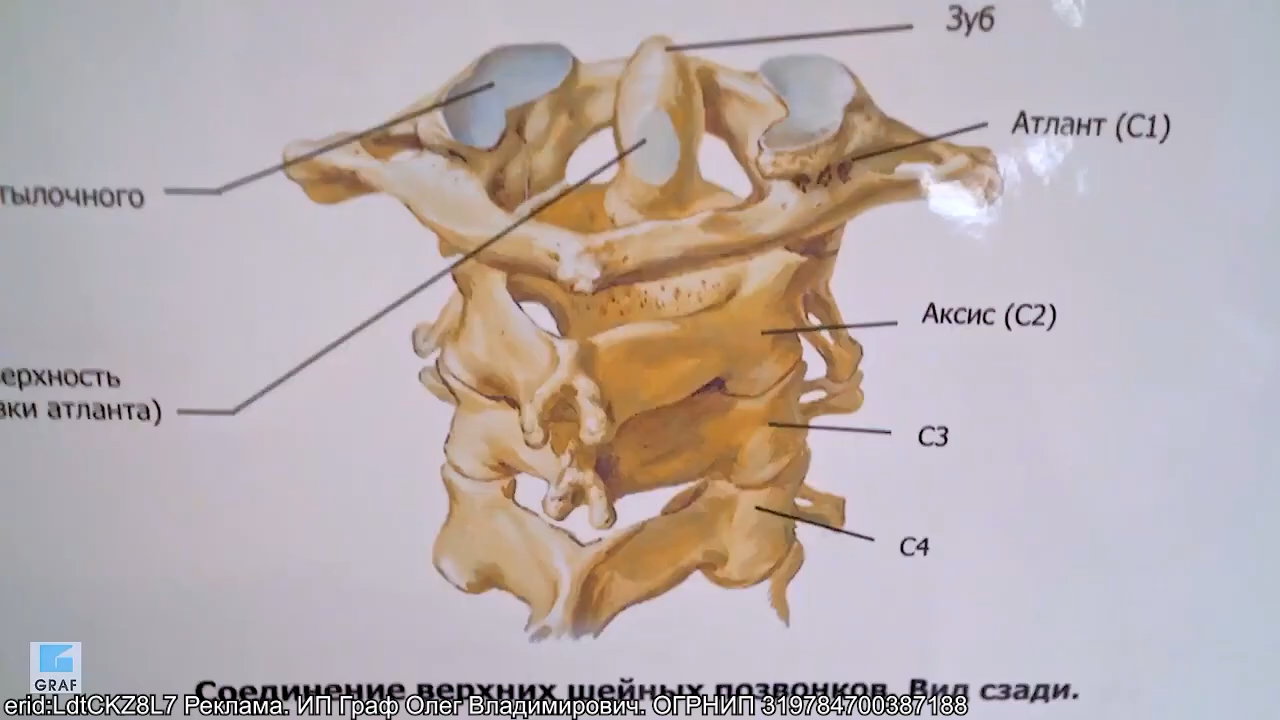 Зуб
Атлант (С1)
тылочного
Аксис (С2)
ерхность
вки атланта)
С3
С4
GRAF
Соединение верхних шейных позвонков. Вид сзади.
erid:LdtCKZ8L7 Реклама. ИП Граф Олег Владимирович. ОГРНИП 319784700387188